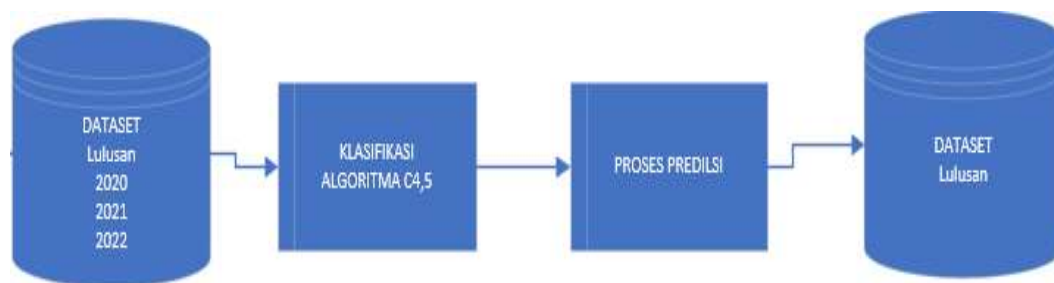 DATASET
Lulusan
2020
2021
2022
KLASIFIKASI
ALGORITMA C4,5
PROSES PREDILSI
DATASET
Lulusan